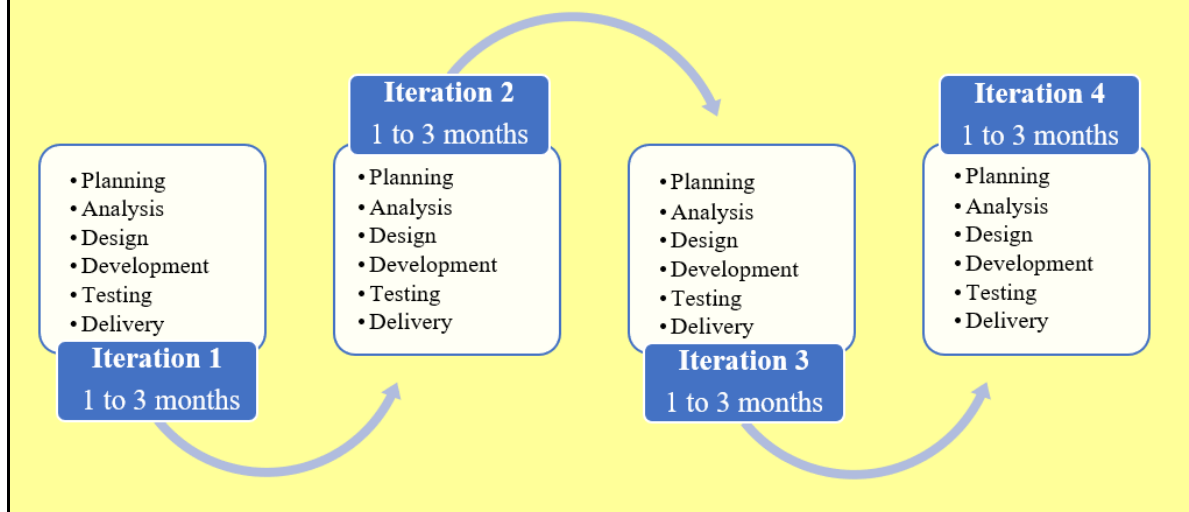 • Planning
• Analysis
• Design
• Development
• Testing
• Delivery
Iteration 1
1 to 3 months
Iteration 2
1 to 3 months
• Planning
• Analysis
• Design
• Development
• Testing
• Delivery
• Planning
• Analysis
• Design
• Development
• Testing
• Delivery
Iteration 3
1 to 3 months
Iteration 4
1 to 3 months
• Planning
• Analysis
• Design
• Development
• Testing
• Delivery